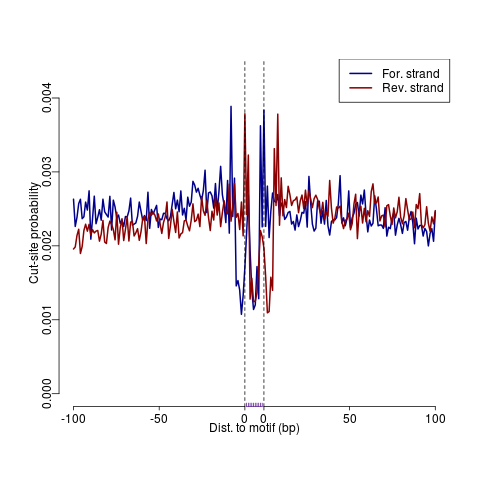 For. strand
Rev. strand
Cut-site probability
0.004
0.003
0.002
0.001
0.000
-100 -50 0 0 50 100
Dist. to motif (bp)